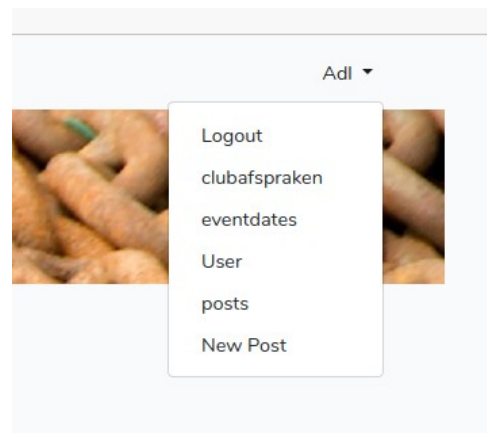 Adl
Logout
clubafspraken
eventdates
User
posts
New Post